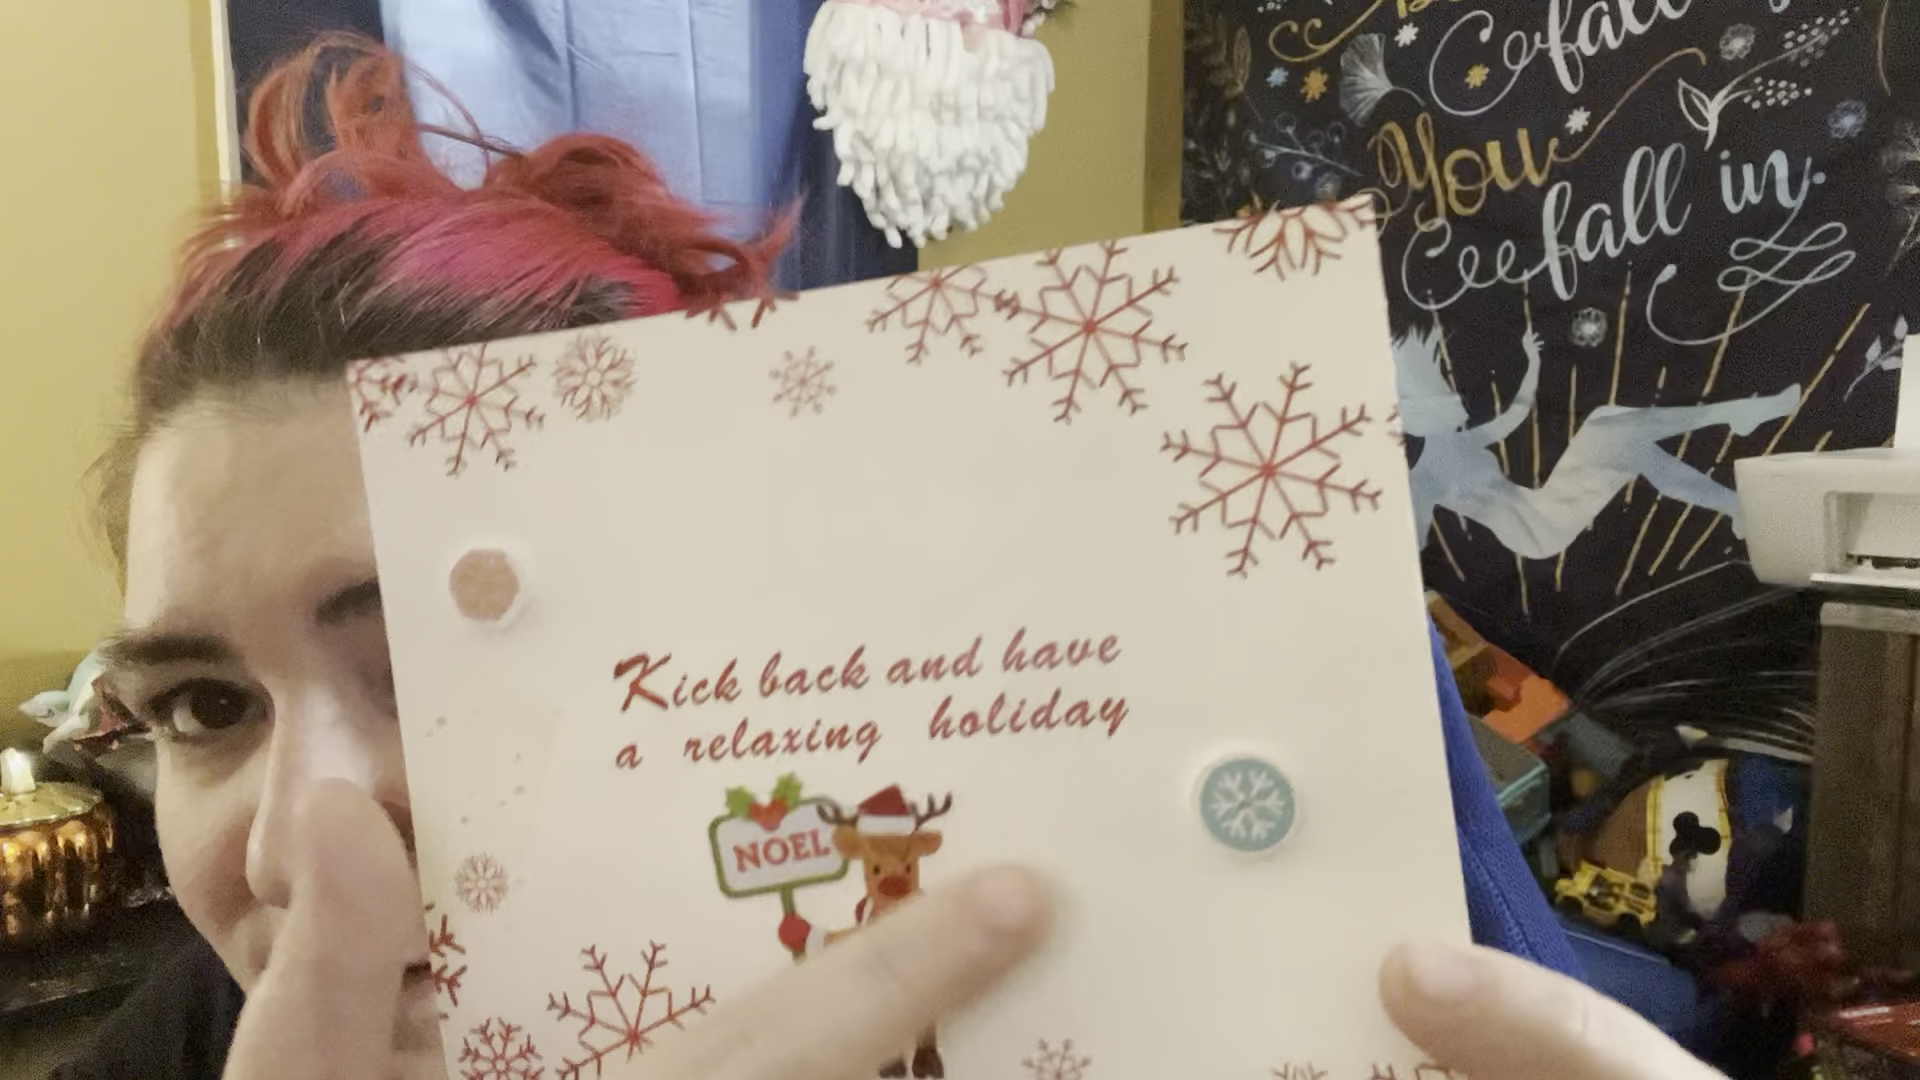 fall
You
fall in.
Kick back and have
a relaxing holiday
NOEL